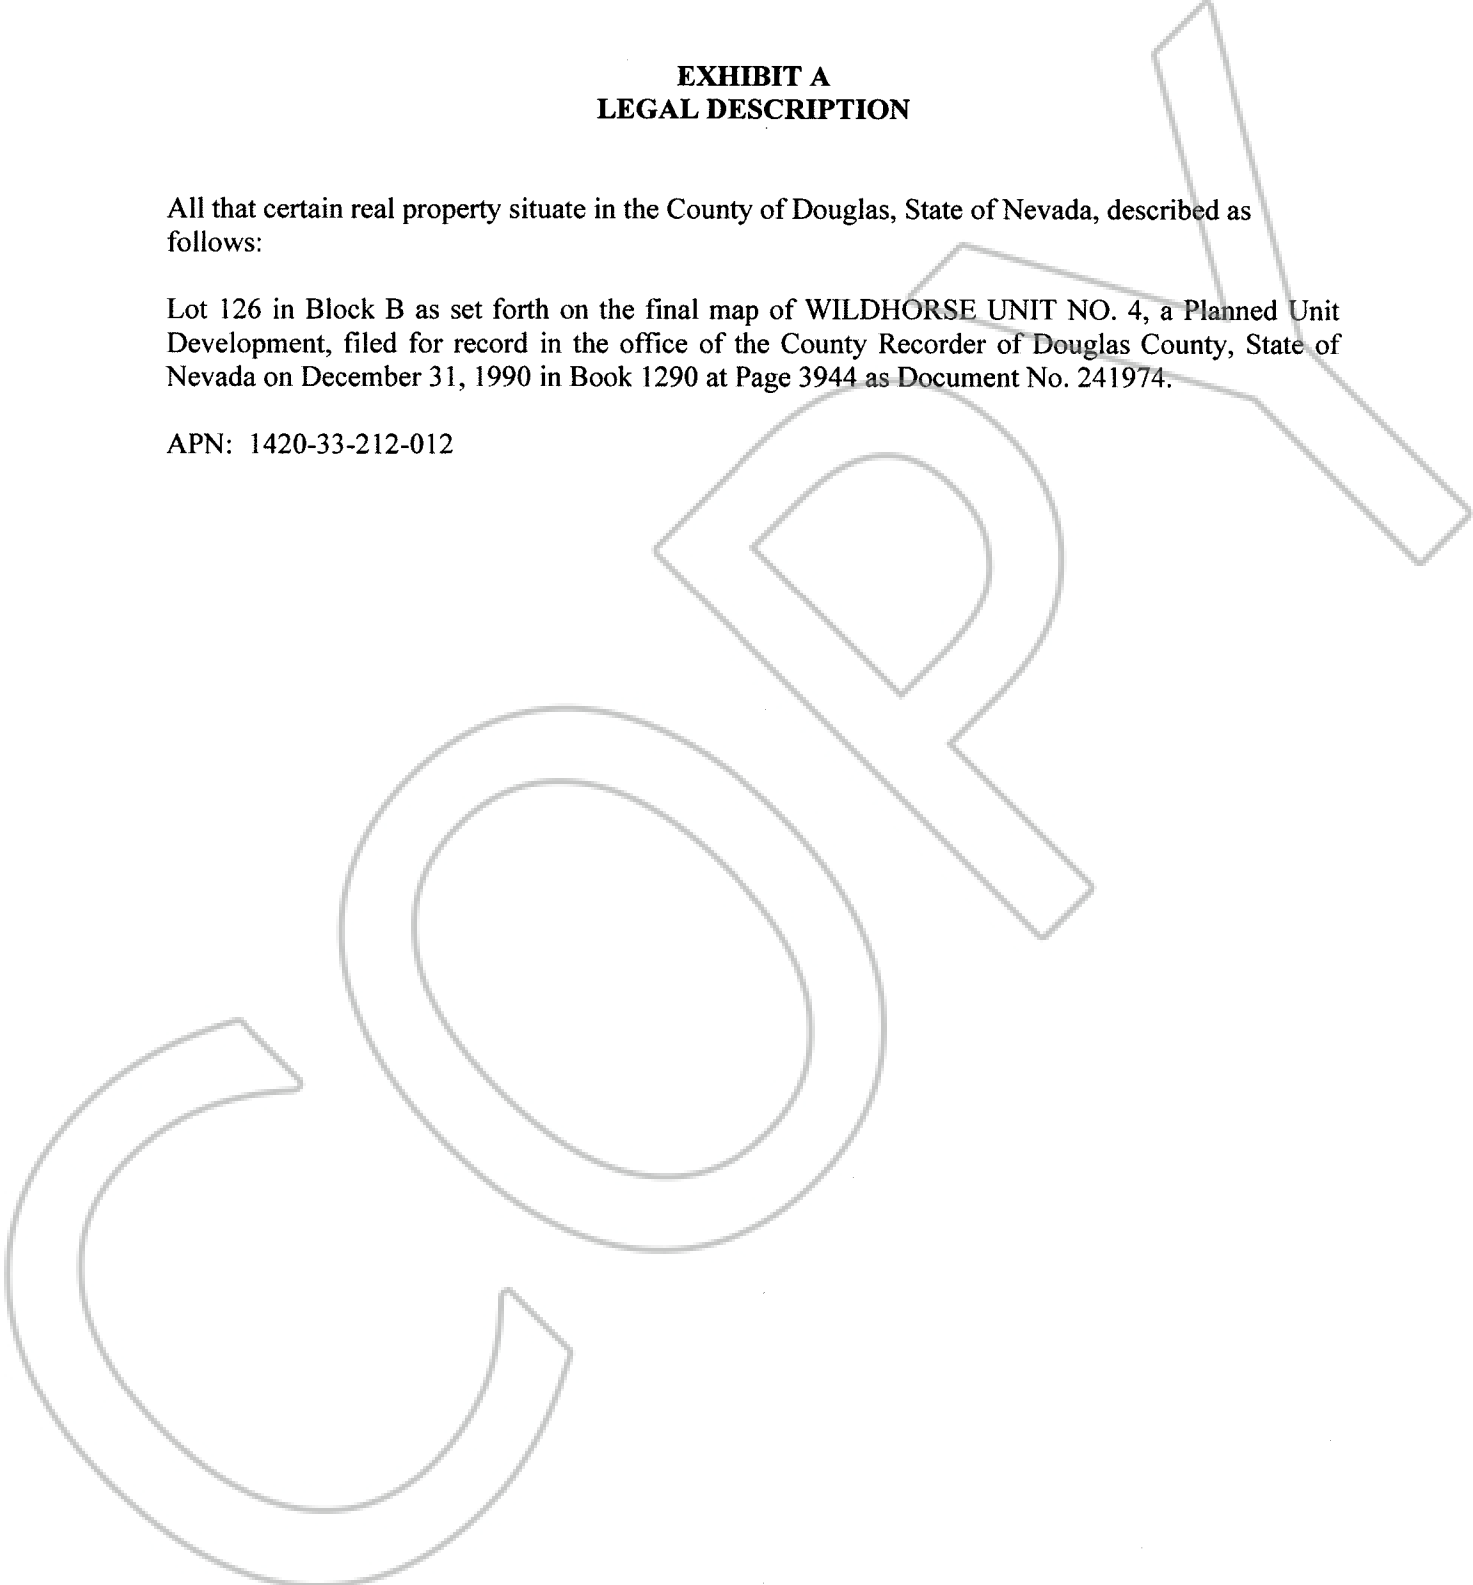 EXHIBIT A
LEGAL DESCRIPTION
All that certain real property situate in the County of Douglas, State of Nevada, described as
follows:
Lot 126 in Block B as set forth on the final map of WILDHORSE UNIT NO. 4, a Planned Unit
Development, filed for record in the office of the County Recorder of Douglas County, State of
Nevada on December 31, 1990 in Book 1290 at Page 3944 as Document No. 241974.
APN: 1420-33-212-012
COPY